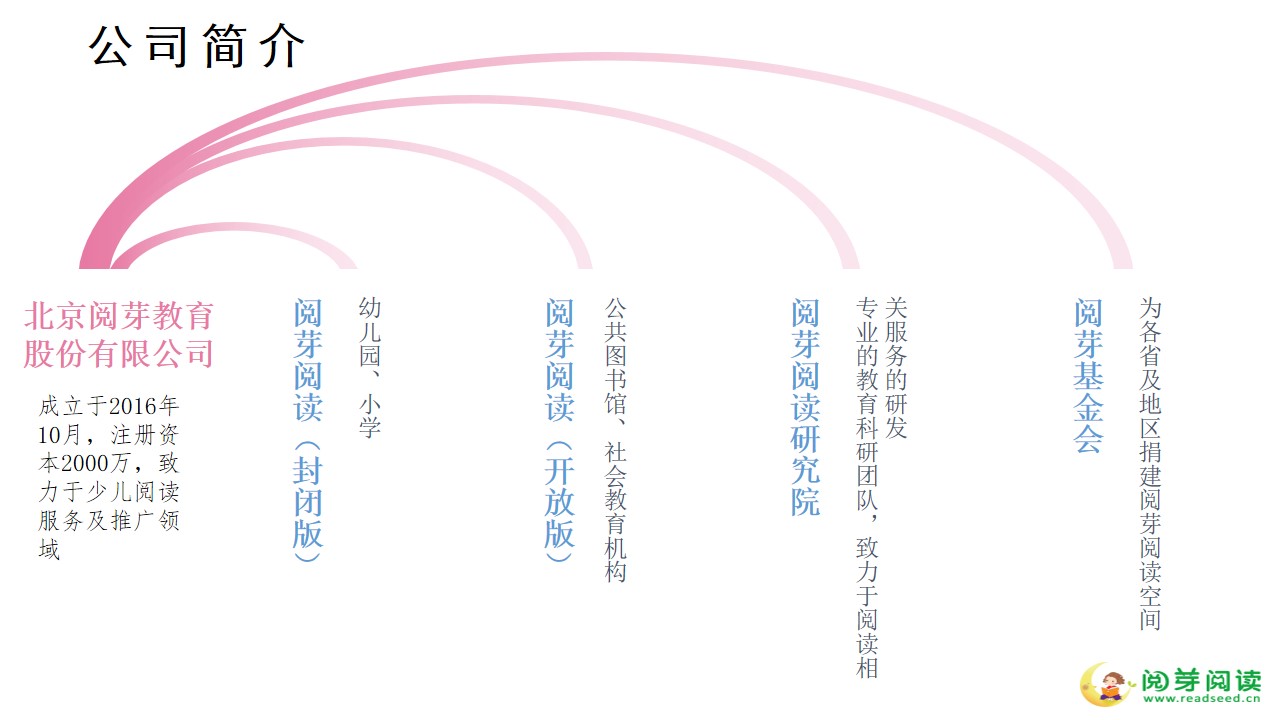 公司简介
北京阅芽教育
股份有限公司
成立于2016年
10月，注册资
本2000万，致
力于少儿阅读
服务及推广领
域
阅芽阅读（封闭版）
幼儿园、小学
阅芽阅读（开放版）
公共图书馆、社会教育机构
阅芽阅读研究院
专业的教育科研团队，致力于阅读相
关服务的研发
阅芽基金会
为各省及地区捐建阅芽阅读空间
阅芽阅读
www.readseed.cn